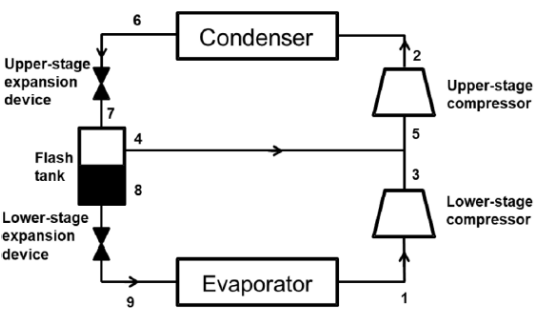 6
Condenser
2
Upper-stage
expansion
device
7
Upper-stage
compressor
4
5
Flash
tank
8
3
Lower-stage
expansion
device
Lower-stage
compressor
9
Evaporator
1